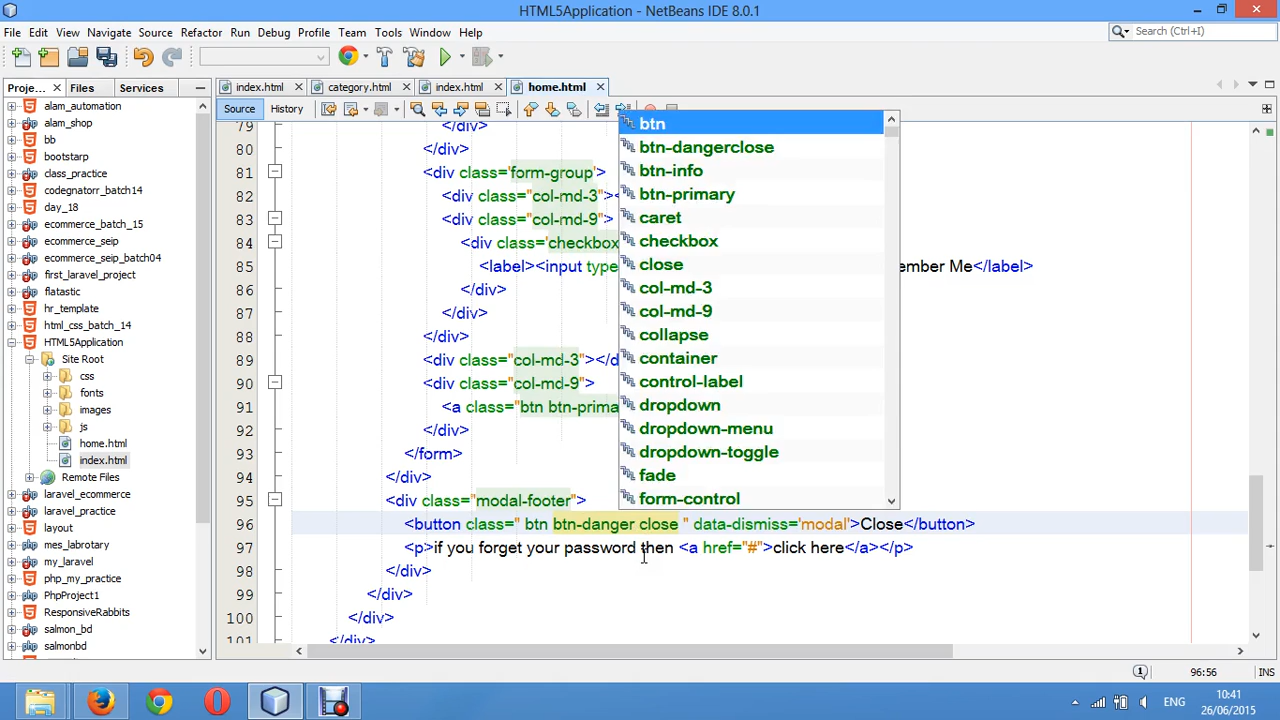 HTML5Application - NetBeans IDE 8.0.1
File Edit View Navigate Source Refactor Run Debug Profile Team Tools Window Help
Search (Ctrl+I)
Proje... Files Services
index.html category.html index.html home.html
Source History
alam_automation
alam_shop
bb
bootstarp
class_practice
codegnatorr_batch14
day_18
ecommerce_batch_15
ecommerce_seip
ecommerce_seip_batch04
first_laravel_project
flatastic
hr_template
html_css_batch_14
HTML5Application
Site Root
css
fonts
images
js
home.html
index.html
Remote Files
laravel_ecommerce
laravel_practice
layout
mes_labrotary
my_laravel
php_my_practice
PhpProject1
ResponsiveRabbits
salmon_bd
salmonbd
79 </div>
80 </div>
81 <div class='form-group'>
82 <div class="col-md-3"><
83 <div class="col-md-9">
84 <div class='checkbox
85 <label><input type ember Me</label>
86 </div>
87 </div>
88 </div>
89 <div class="col-md-3"></d
90 <div class="col-md-9">
91 <a class="btn btn-prima
92 </div>
93 </form>
94 </div>
95 <div class="modal-footer">
96 <button class=" btn btn-danger close " data-dismiss='modal'>Close</button>
97 <p>if you forget your password then <a href="#">click here</a></p>
98 </div>
99 </div>
100 </div>
101 </div>
btn
btn-dangerclose
btn-info
btn-primary
caret
checkbox
close
col-md-3
col-md-9
collapse
container
control-label
dropdown
dropdown-menu
dropdown-toggle
fade
form-control
1
96:56
INS
ENG
10:41
26/06/2015